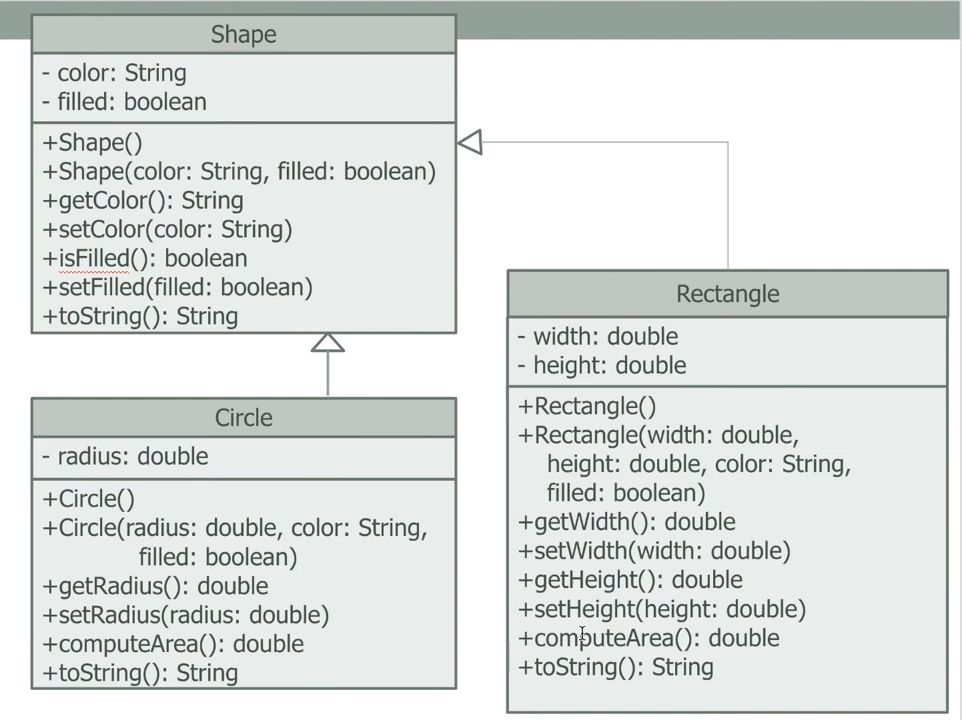 Shape
- color: String
- filled: boolean
+Shape()
+Shape(color: String, filled: boolean)
+getColor(): String
+setColor(color: String)
+isFilled(): boolean
+setFilled(filled: boolean)
+toString(): String
Circle
- radius: double
+Circle()
+Circle(radius: double, color: String,
filled: boolean)
+getRadius(): double
+setRadius(radius: double)
+computeArea(): double
+toString(): String
Rectangle
- width: double
- height: double
+Rectangle()
+Rectangle(width: double,
height: double, color: String,
filled: boolean)
+getWidth(): double
+setWidth(width: double)
+getHeight(): double
+setHeight(height: double)
+computeArea(): double
+toString(): String